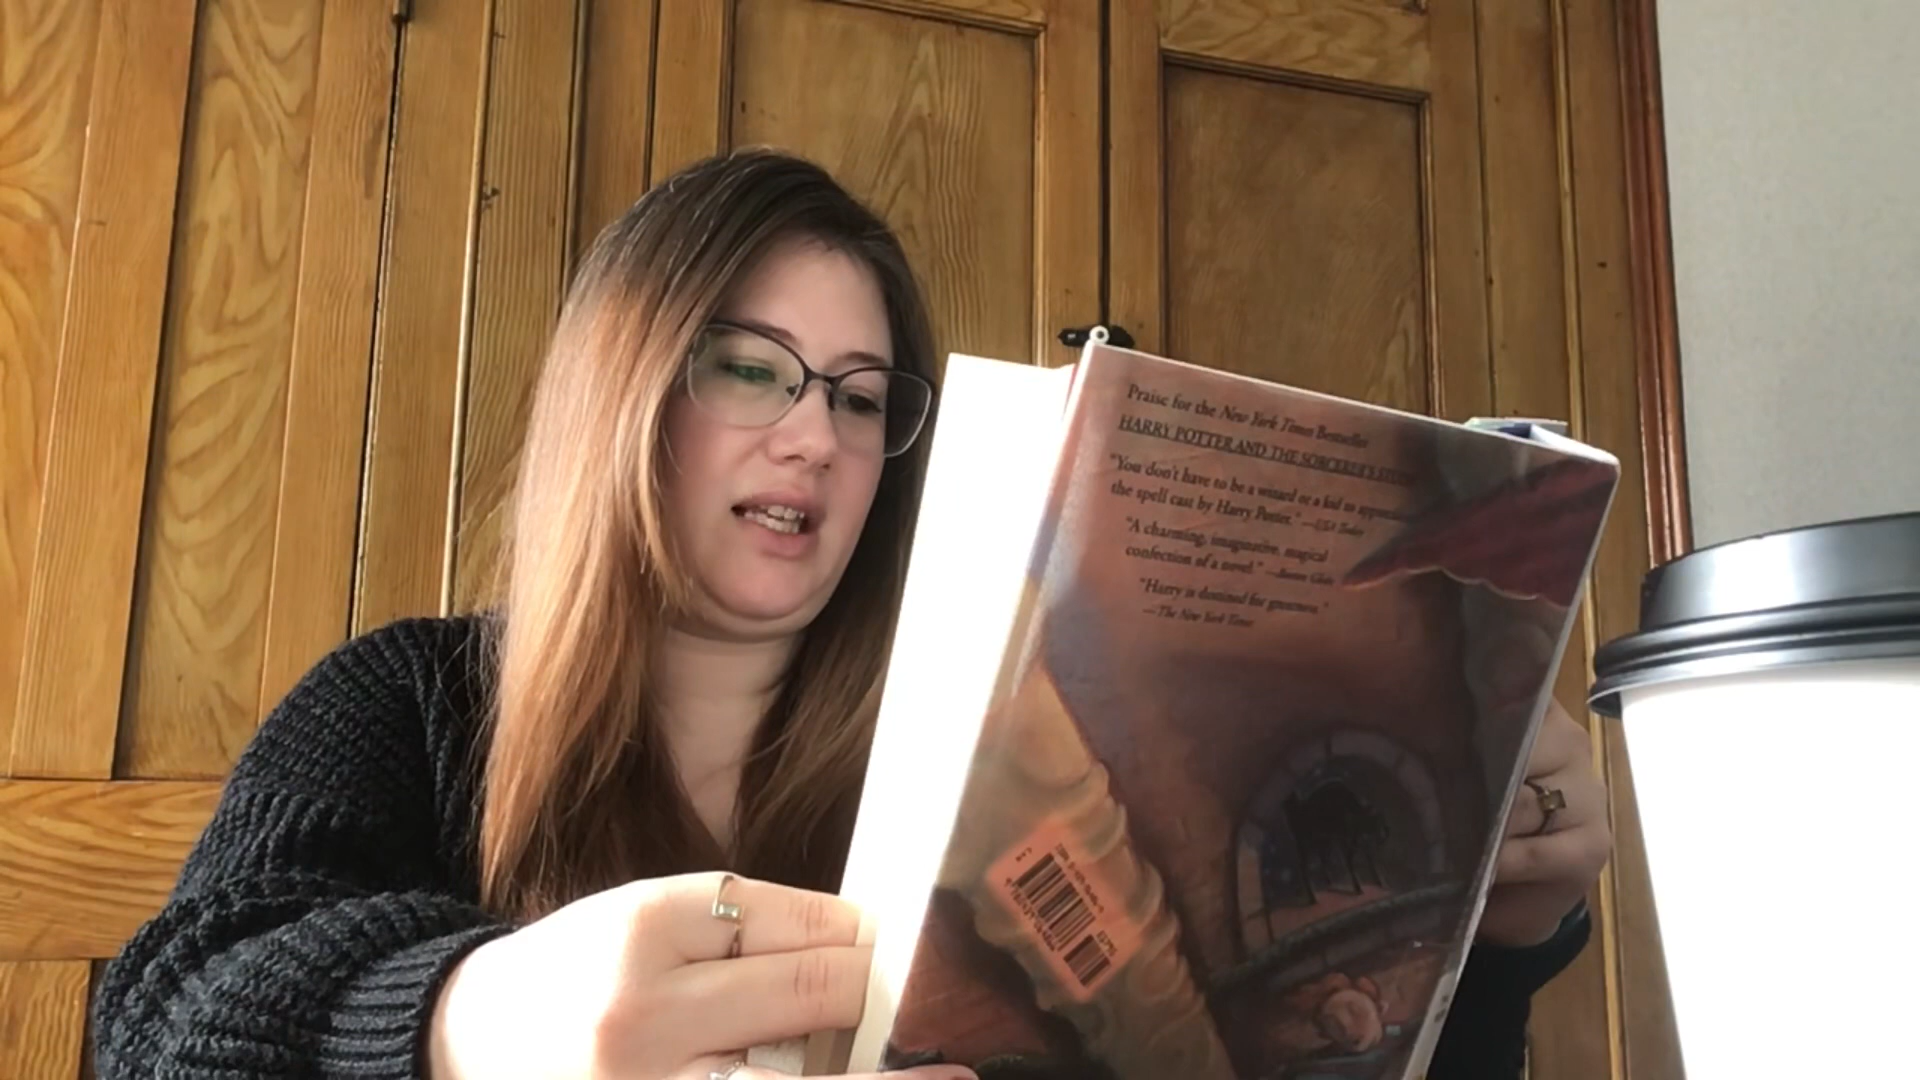 Praise for the New York Times Bestseller
HARRY POTTER AND THE SORCERER'S
"You don't have to be a wizard or a kid to
the spell cast by Harry Potter." —USA Today
"A charming, imaginative, magical
confection of a novel." —Boston Globe
"Harry is destined for greatness."
—The New York Times